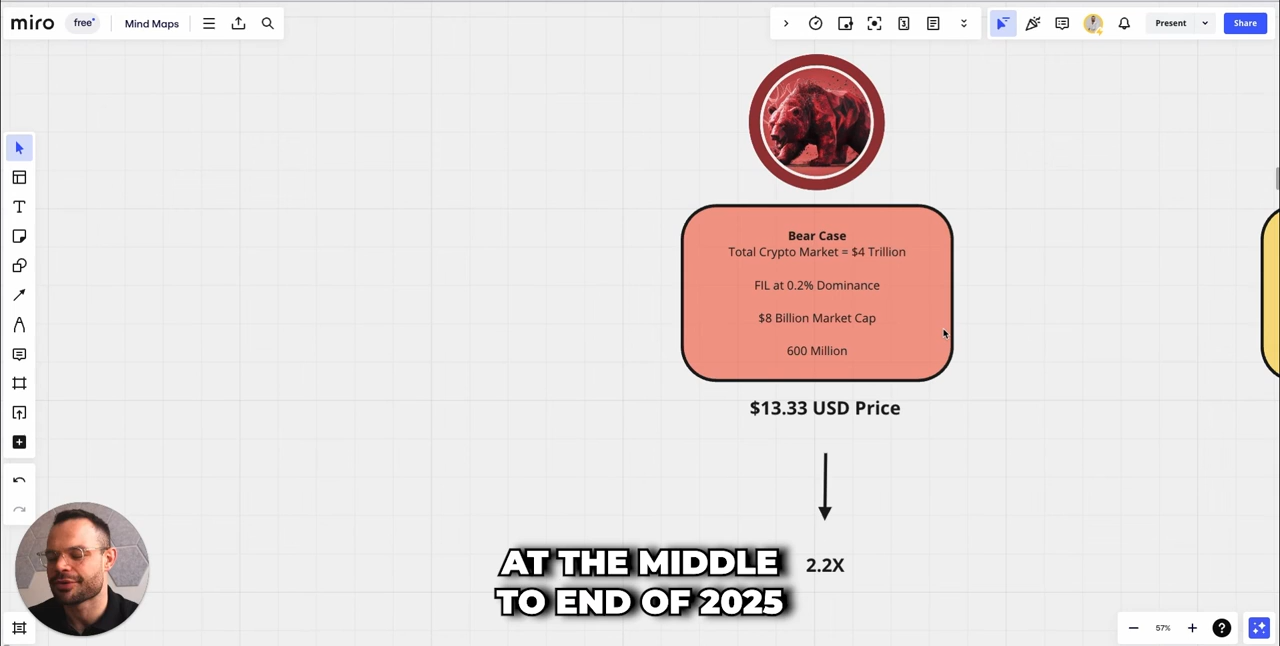 miro free Mind Maps
3
Present
Share
Bear Case
Total Crypto Market = $4 Trillion
FIL at 0.2% Dominance
$8 Billion Market Cap
600 Million
$13.33 USD Price
2.2X
AT THE MIDDLE
TO END OF 2025
57%